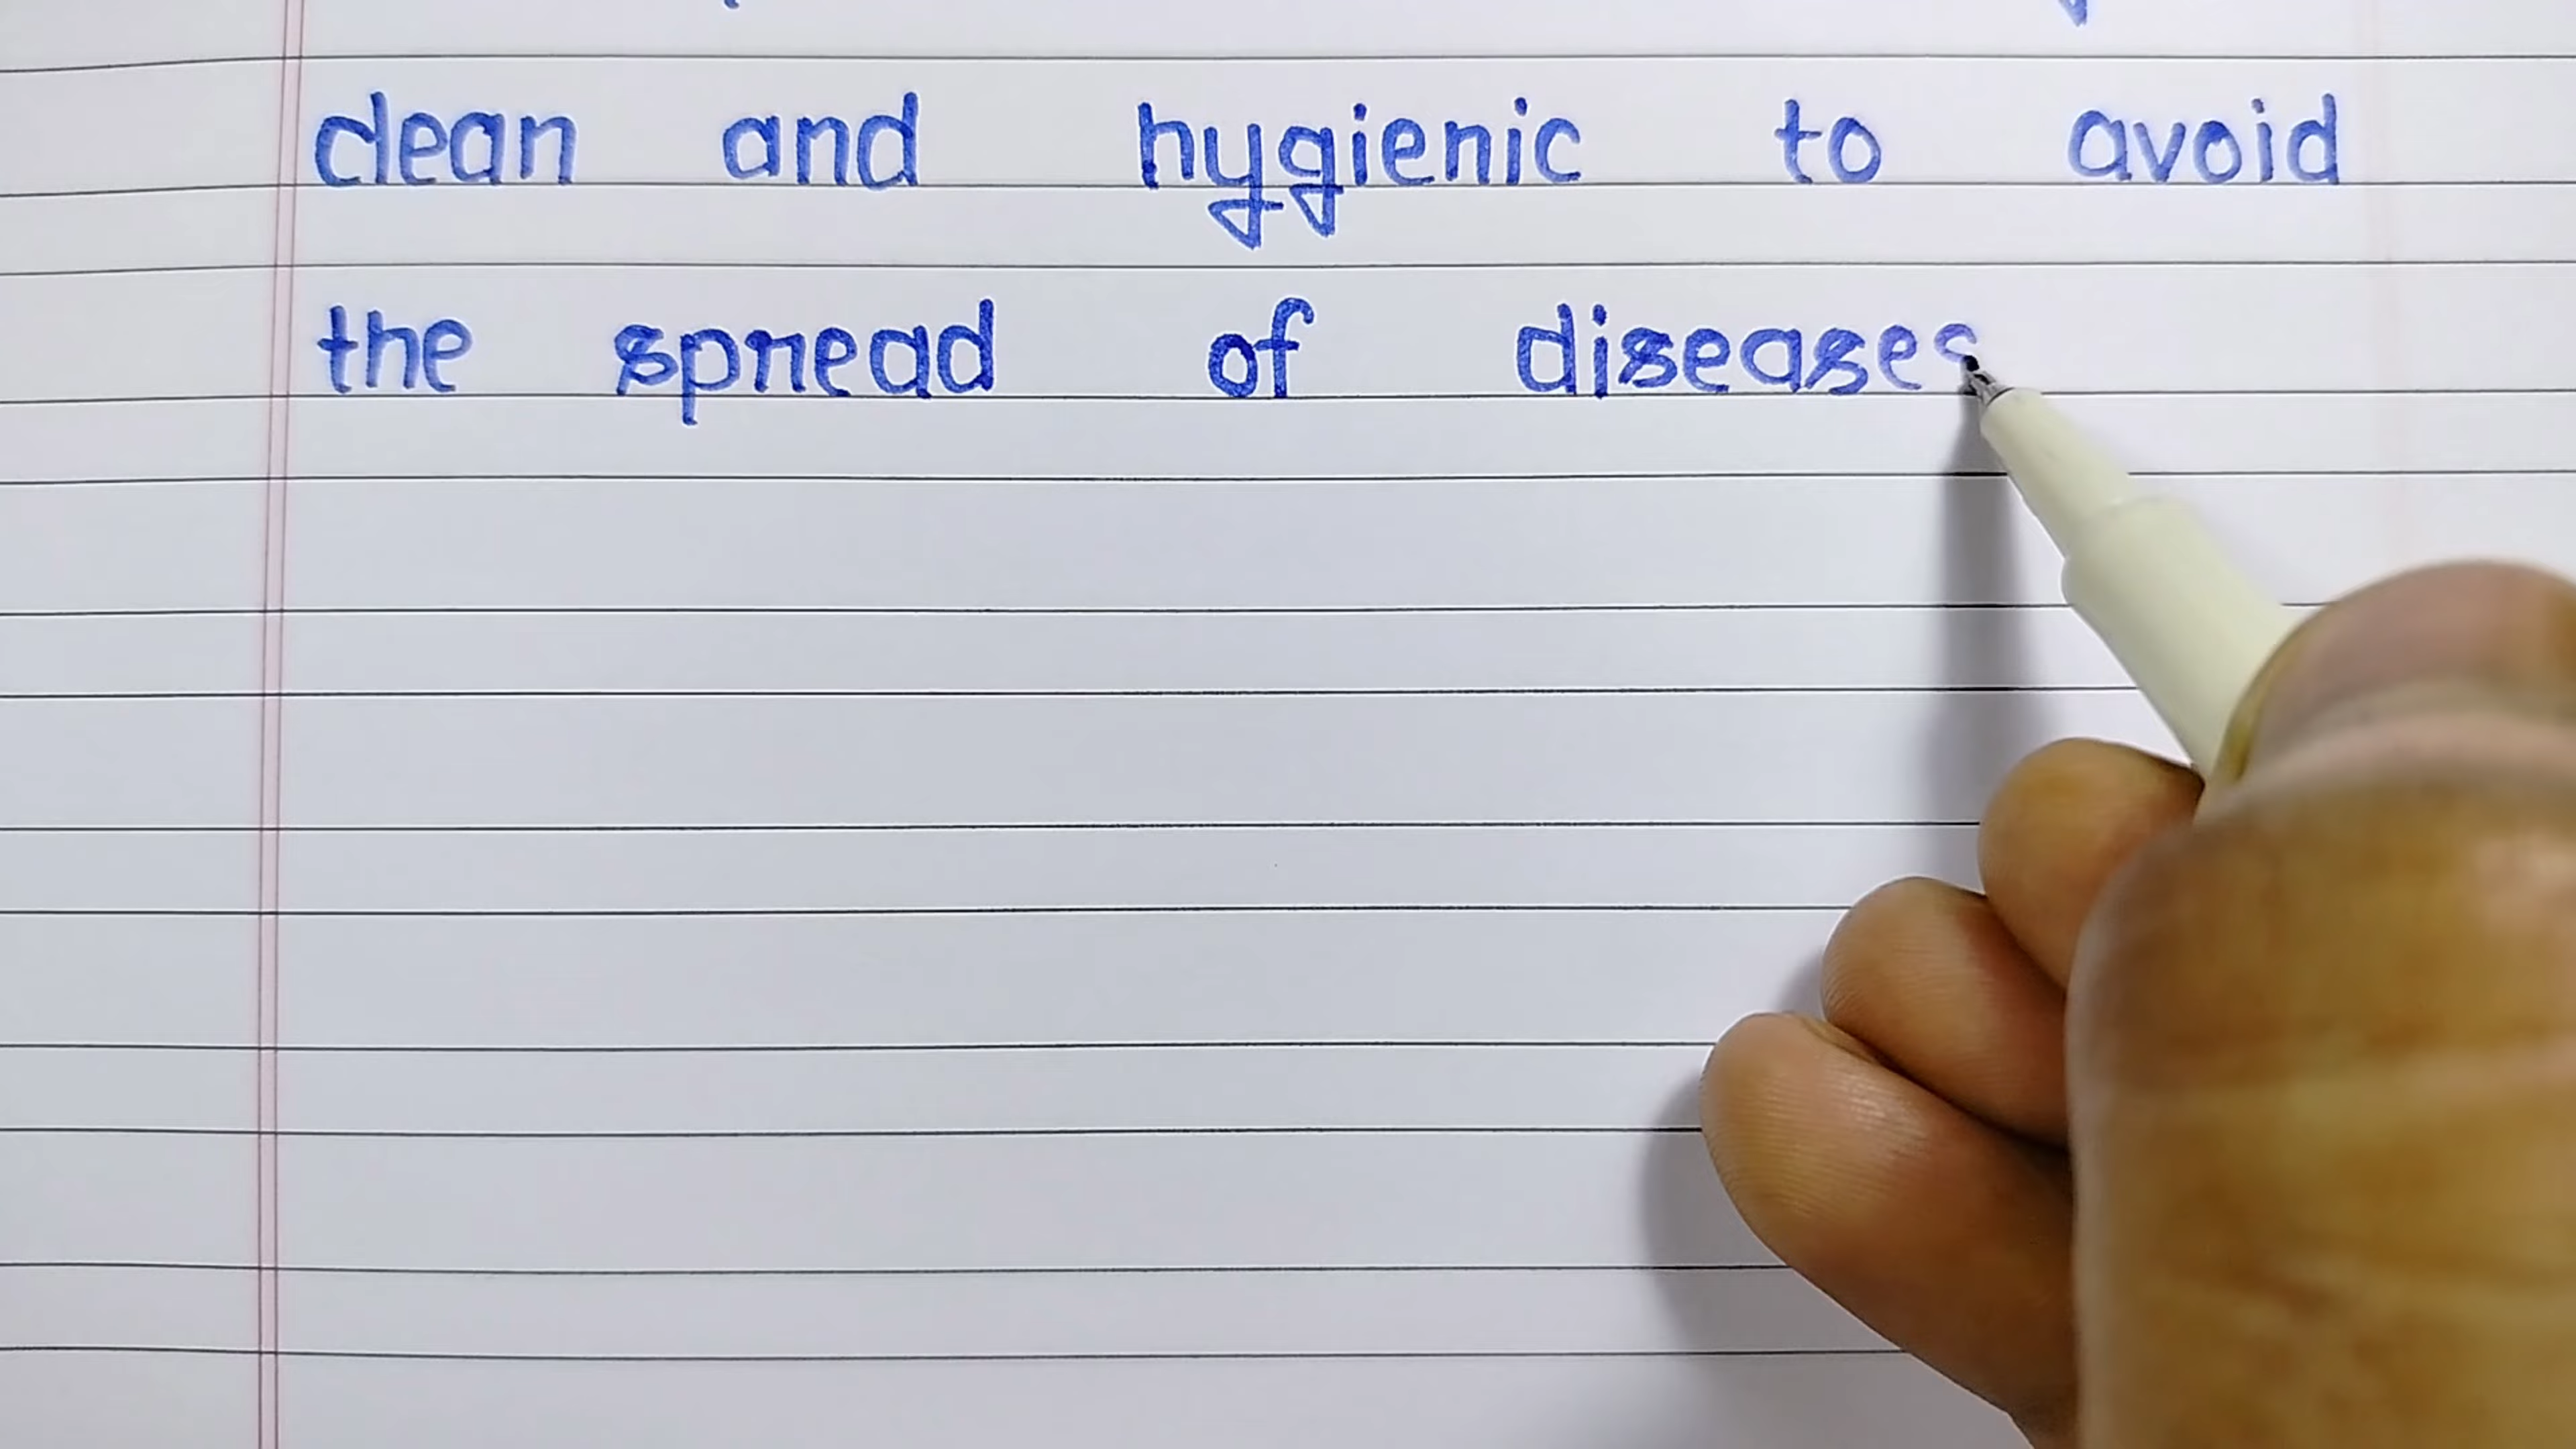 clean and hygienic to avoid
the spread of diseases